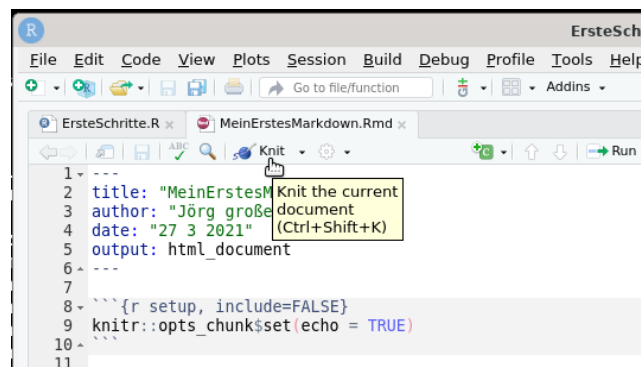 R ErsteSch
File Edit Code View Plots Session Build Debug Profile Tools Help
Go to file/function Addins
ErsteSchritte.R MeinErstesMarkdown.Rmd
ABC Knit Run
1 ---
2 title: "MeinErstesM
3 author: "Jörg große
4 date: "27 3 2021"
5 output: html_document
6 ---
7
8 ```{r setup, include=FALSE}
9 knitr::opts_chunk$set(echo = TRUE)
10 ```
11
Knit the current
document
(Ctrl+Shift+K)